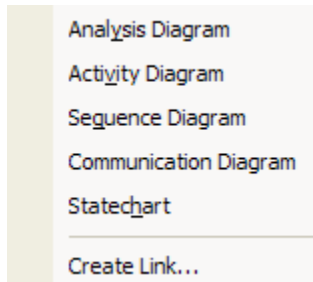 Analysis Diagram
Activity Diagram
Sequence Diagram
Communication Diagram
Statechart
Create Link...